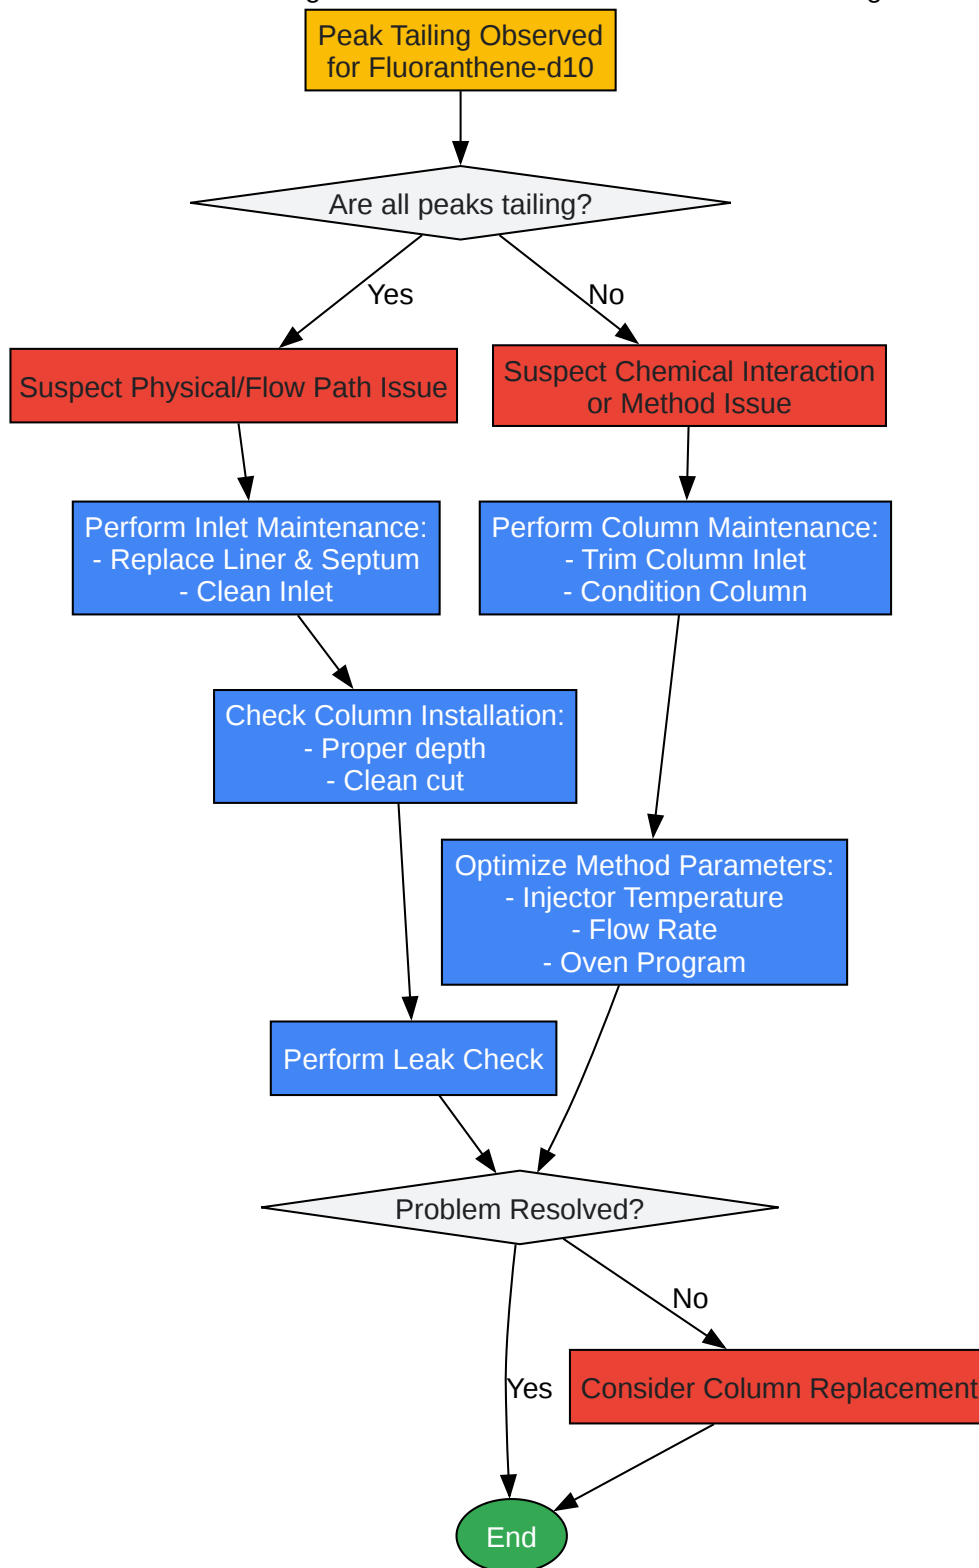 Peak Tailing Observed
for Fluoranthene-d10
Are all peaks tailing?
Yes
No
Suspect Physical/Flow Path Issue
Suspect Chemical Interaction
or Method Issue
Perform Inlet Maintenance:
- Replace Liner & Septum
- Clean Inlet
Perform Column Maintenance:
- Trim Column Inlet
- Condition Column
Check Column Installation:
- Proper depth
- Clean cut
Optimize Method Parameters:
- Injector Temperature
- Flow Rate
- Oven Program
Perform Leak Check
Problem Resolved?
No
Yes
Consider Column Replacement
End